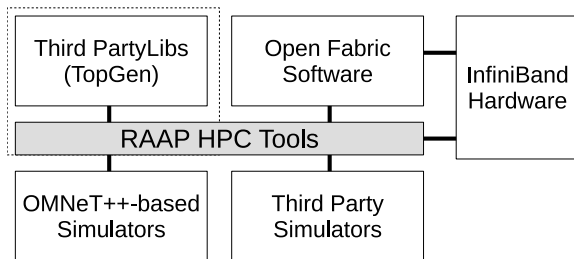 Third PartyLibs
(TopGen)
Open Fabric
Software
InfiniBand
Hardware
RAAP HPC Tools
OMNeT++-based
Simulators
Third Party
Simulators